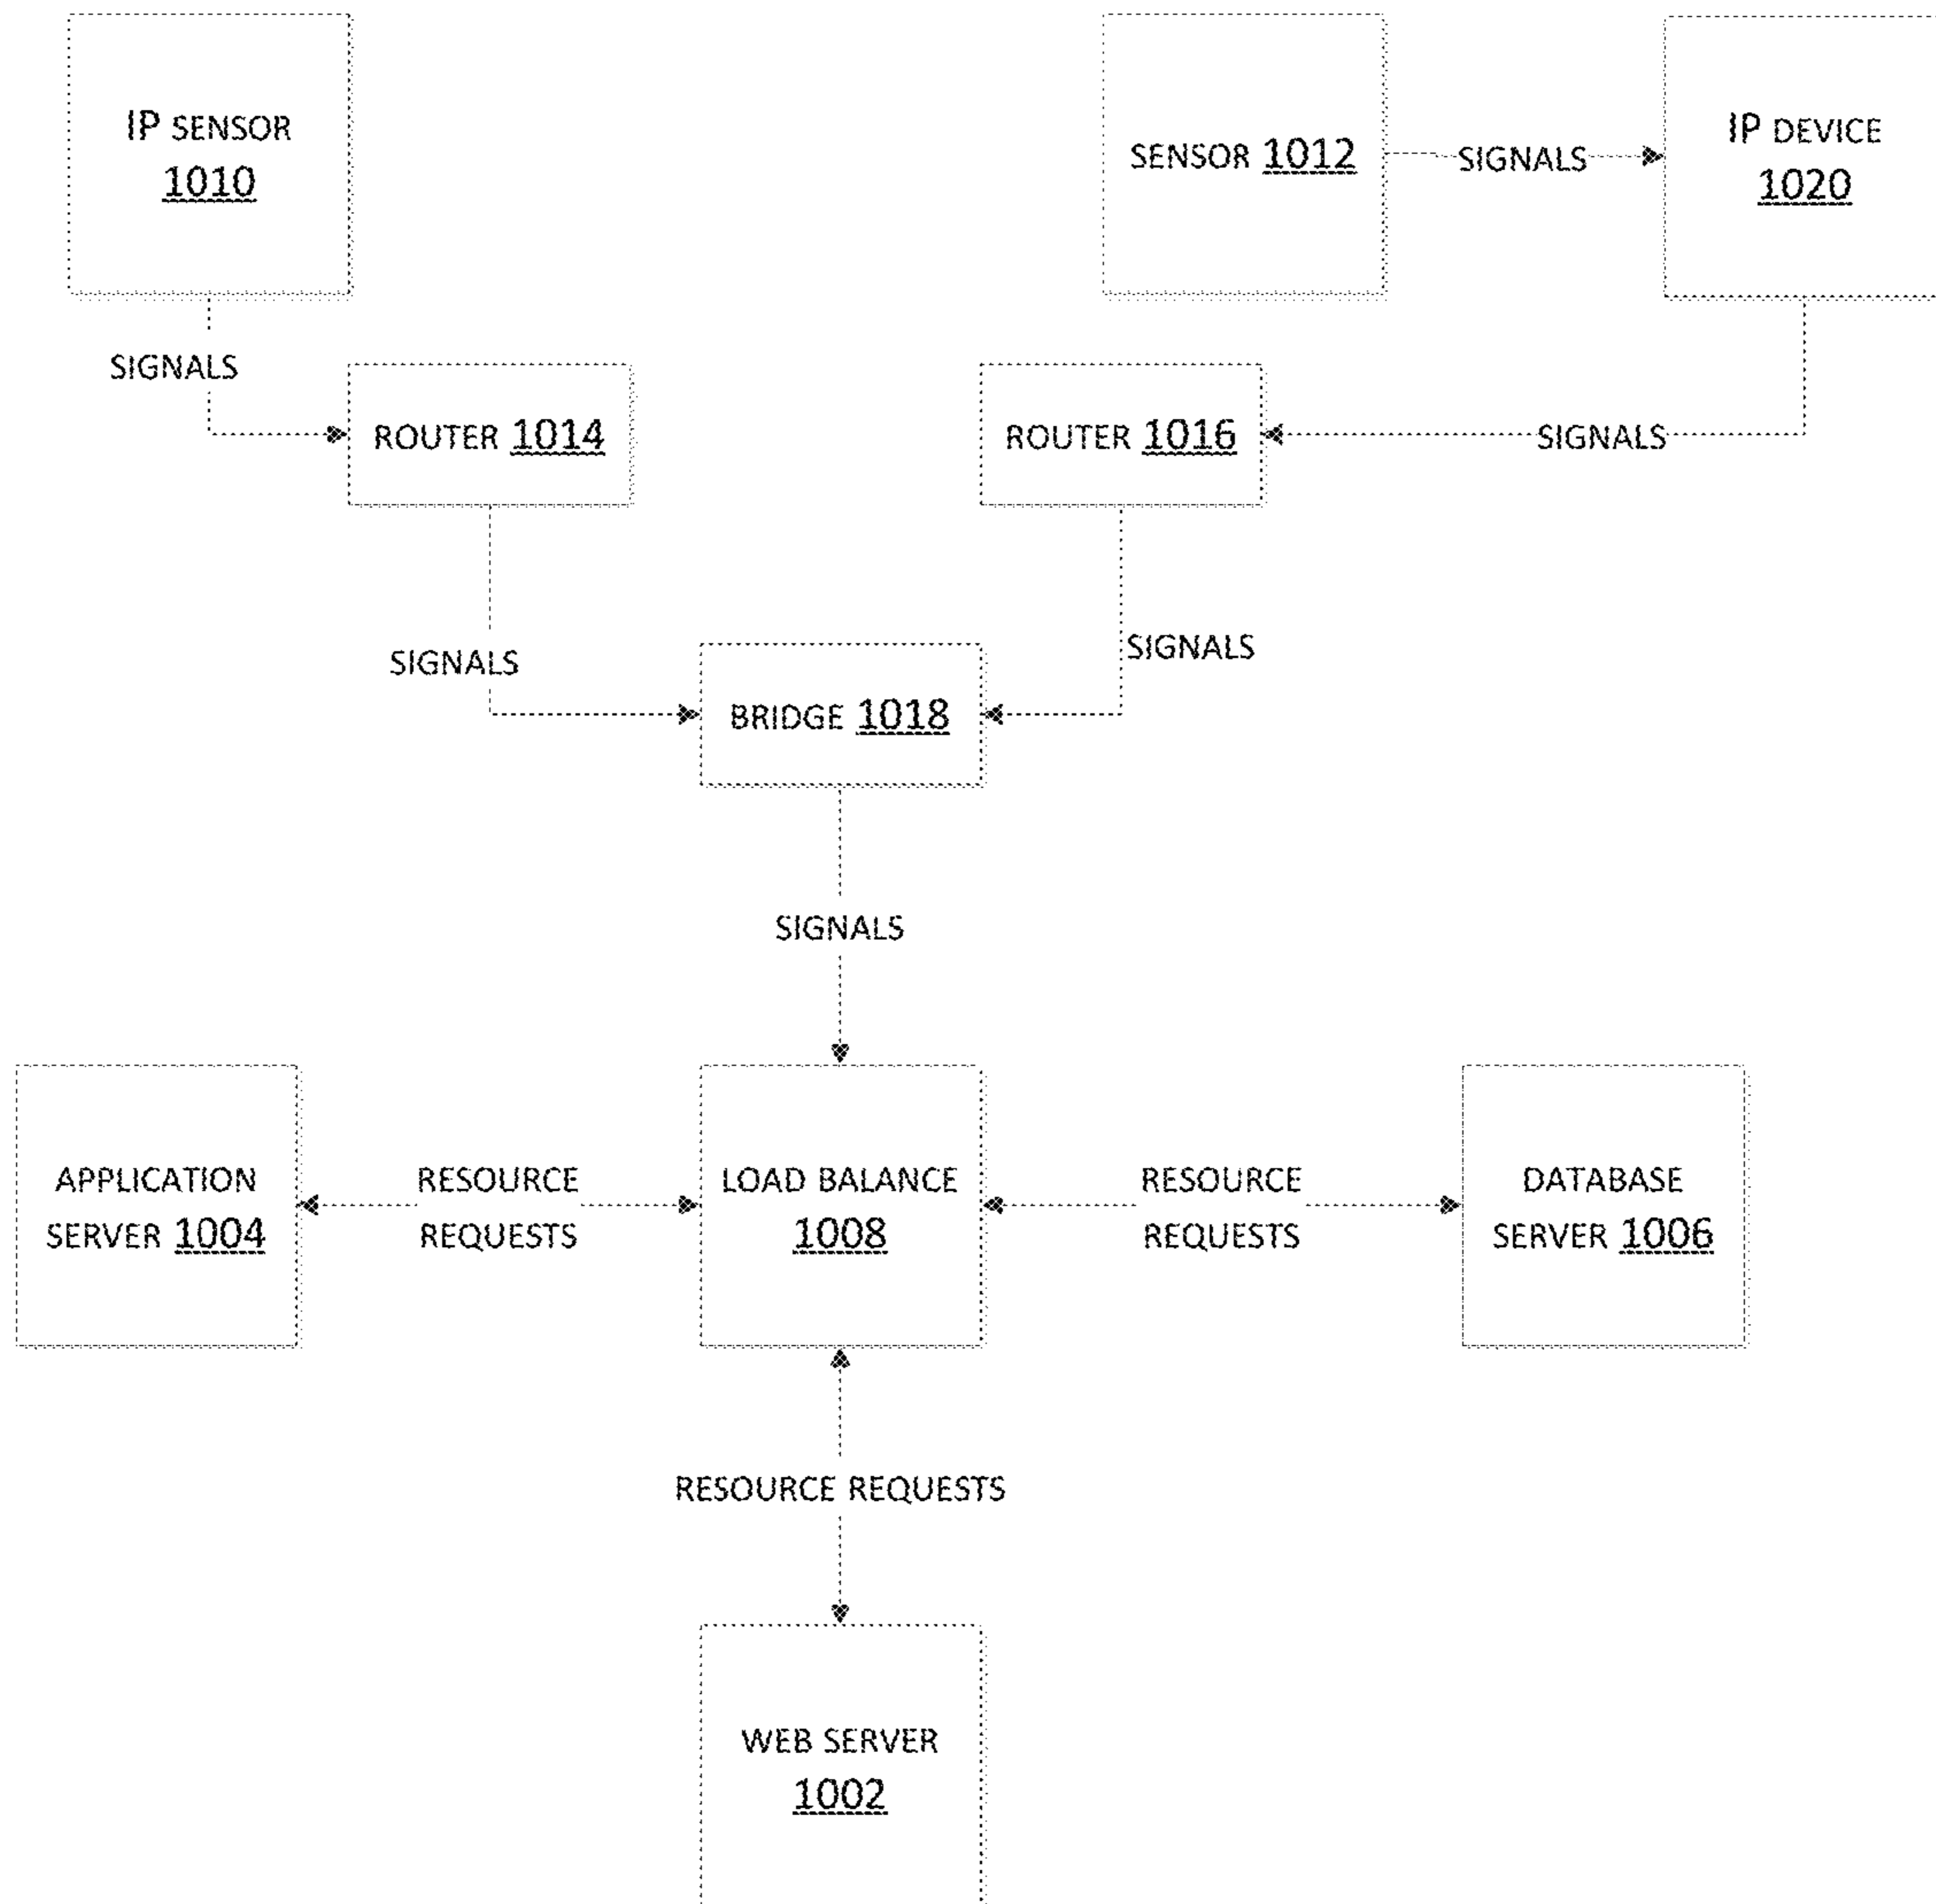 IP SENSOR
1010
SENSOR 1012
SIGNALS
IP DEVICE
1020
SIGNALS
ROUTER 1014
ROUTER 1016
SIGNALS
SIGNALS
BRIDGE 1018
SIGNALS
SIGNALS
APPLICATION
SERVER 1004
RESOURCE
REQUESTS
LOAD BALANCE
1008
RESOURCE
REQUESTS
DATABASE
SERVER 1006
RESOURCE REQUESTS
WEB SERVER
1002